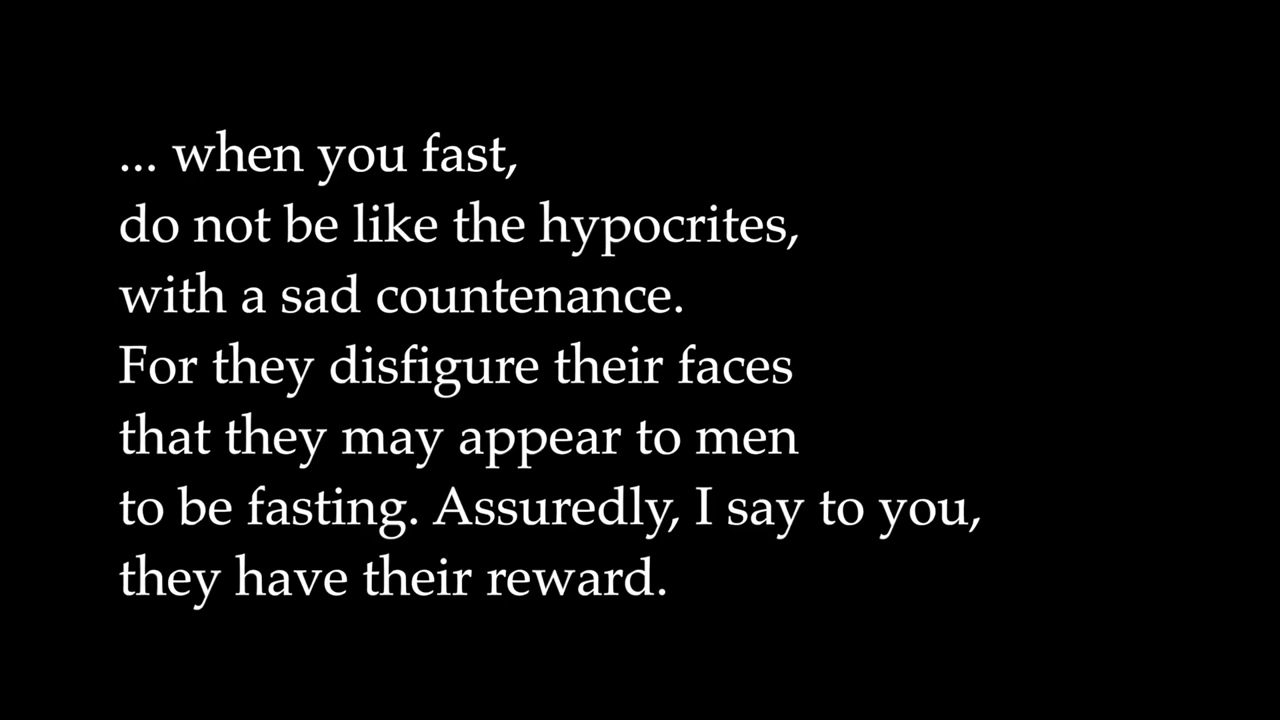 ... when you fast,
do not be like the hypocrites,
with a sad countenance.
For they disfigure their faces
that they may appear to men
to be fasting. Assuredly, I say to you,
they have their reward.